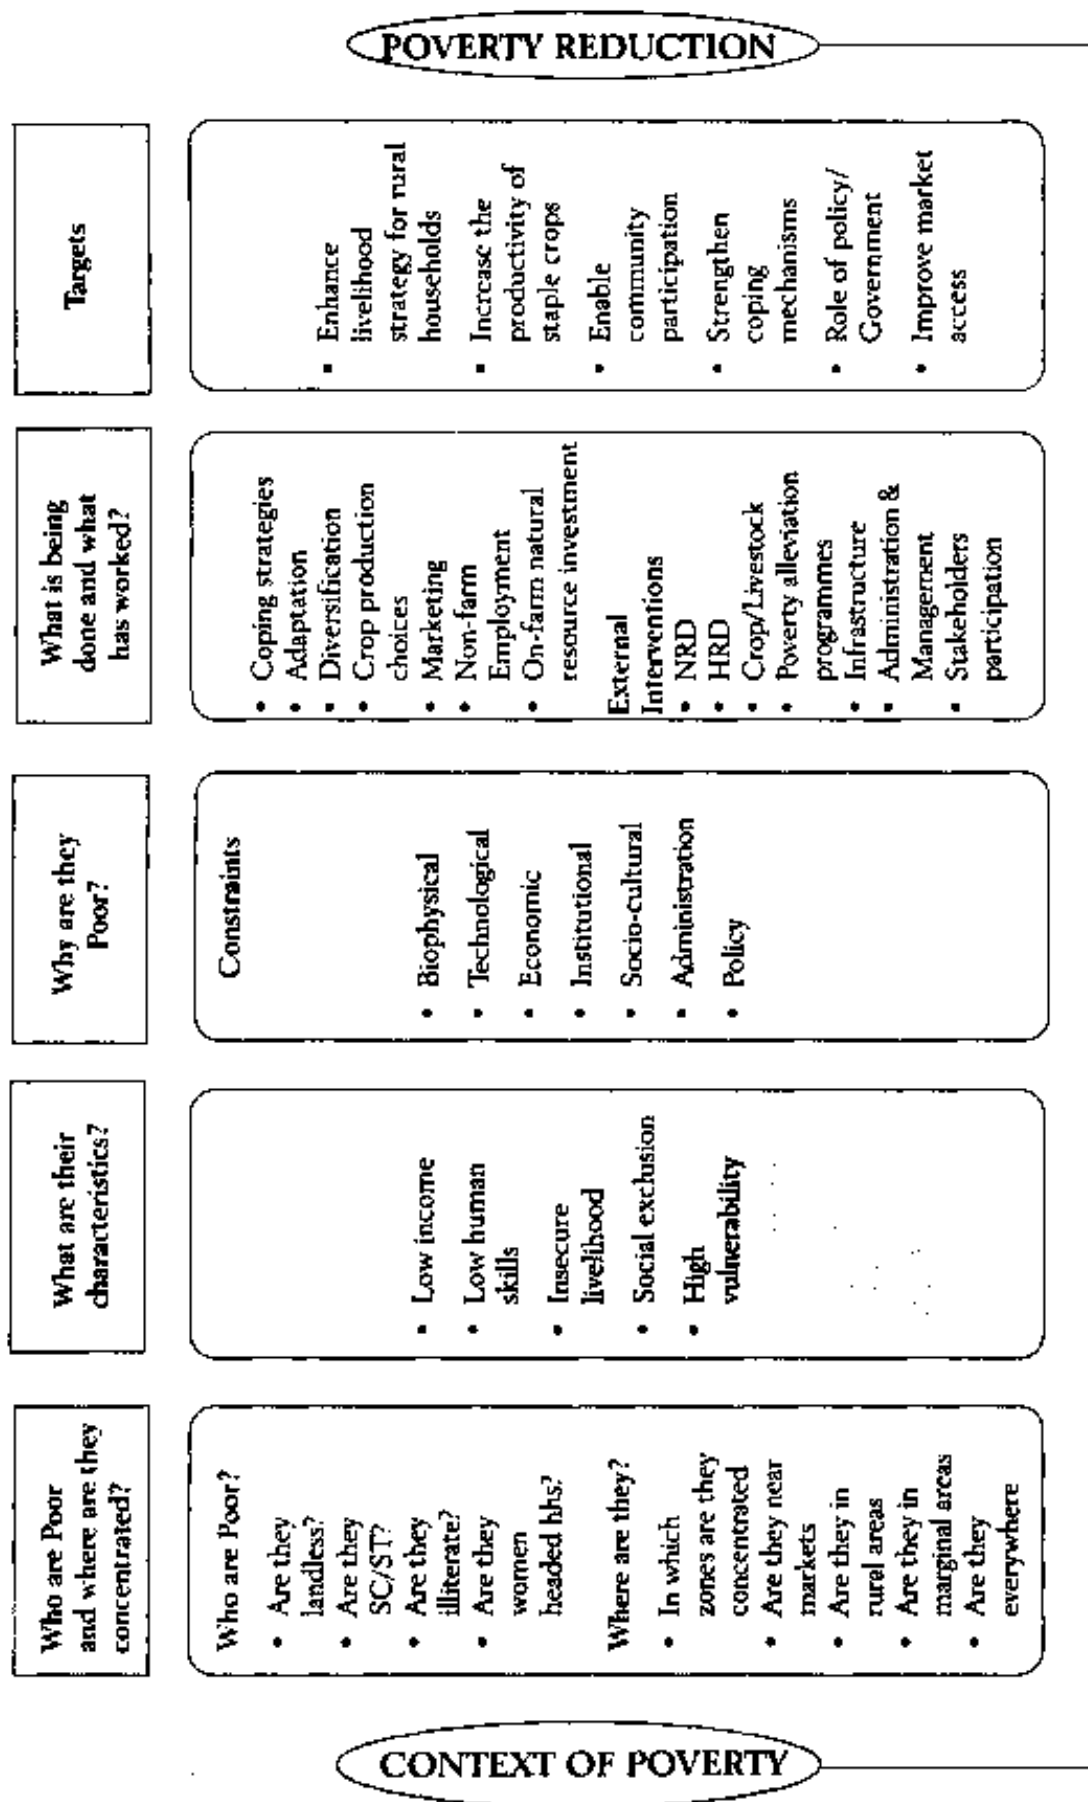 POVERTY REDUCTION
Targets
• Enhance
livelihood
strategy for rural
households
• Increase the
productivity of
staple crops
• Enable
community
participation
• Strengthen
coping
mechanisms
• Role of policy/
Government
• Improve market
access
What is being
done and what
has worked?
• Coping strategies
• Adaptation
• Diversification
• Crop production
choices
• Marketing
• Non-farm
Employment
• On-farm natural
resource investment
External
Interventions
• NRD
• HRD
• Crop/Livestock
• Poverty alleviation
programmes
• Infrastructure
• Administration &
Management
• Stakeholders
participation
Why are they
Poor?
Constraints
• Biophysical
• Technological
• Economic
• Institutional
• Socio-cultural
• Administration
• Policy
What are their
characteristics?
• Low income
• Low human
skills
• Insecure
livelihood
• Social exclusion
• High
vulnerability
Who are Poor
and where are they
concentrated?
Who are Poor?
• Are they
landless?
• Are they
SC/ST?
• Are they
illiterate?
• Are they
women
headed hhs?
Where are they?
• In which
zones are they
concentrated
• Are they near
markets
• Are they in
rural areas
• Are they in
marginal areas
• Are they
everywhere
CONTEXT OF POVERTY